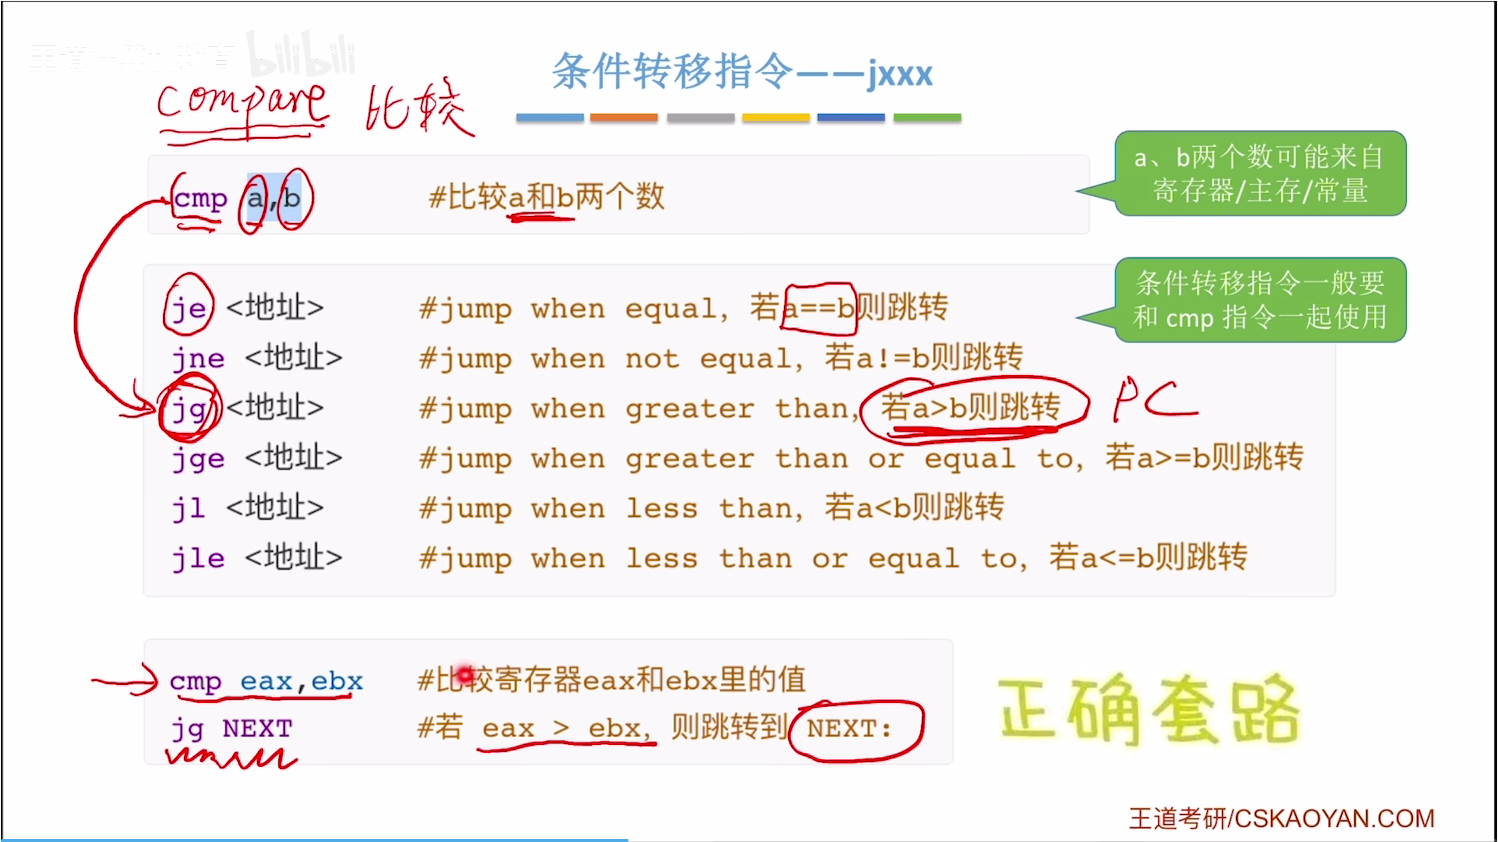 bilibili
条件转移指令——jxxx
compare 比较
cmp a,b #比较a和b两个数
a、b两个数可能来自
寄存器/主存/常量
je <地址> #jump when equal, 若a==b则跳转
jne <地址> #jump when not equal, 若a!=b则跳转
jg <地址> #jump when greater than, 若a>b则跳转 PC
jge <地址> #jump when greater than or equal to, 若a>=b则跳转
jl <地址> #jump when less than, 若a<b则跳转
jle <地址> #jump when less than or equal to, 若a<=b则跳转
条件转移指令一般要
和 cmp 指令一起使用
cmp eax,ebx #比较寄存器eax和ebx里的值
jg NEXT #若 eax > ebx, 则跳转到 NEXT:
正确套路
王道考研/CSKAOYAN.COM